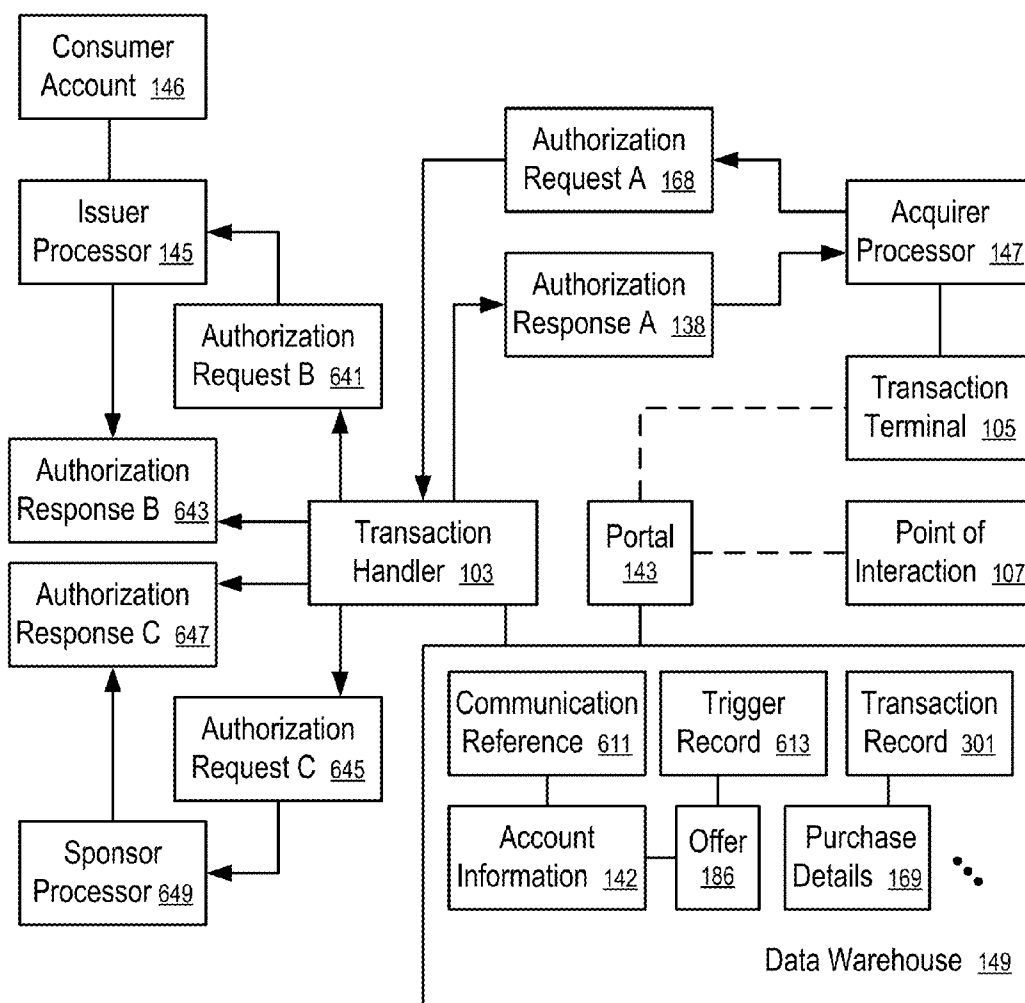 Consumer
Account 146
Authorization
Request A 168
Issuer
Processor 145
Acquirer
Processor 147
Authorization
Response A 138
Authorization
Request B 641
Transaction
Terminal 105
Authorization
Response B 643
Transaction
Handler 103
Portal
143
Point of
Interaction 107
Authorization
Response C 647
Authorization
Request C 645
Communication
Reference 611
Trigger
Record 613
Transaction
Record 301
Sponsor
Processor 649
Account
Information 142
Offer
186
Purchase
Details 169
Data Warehouse 149